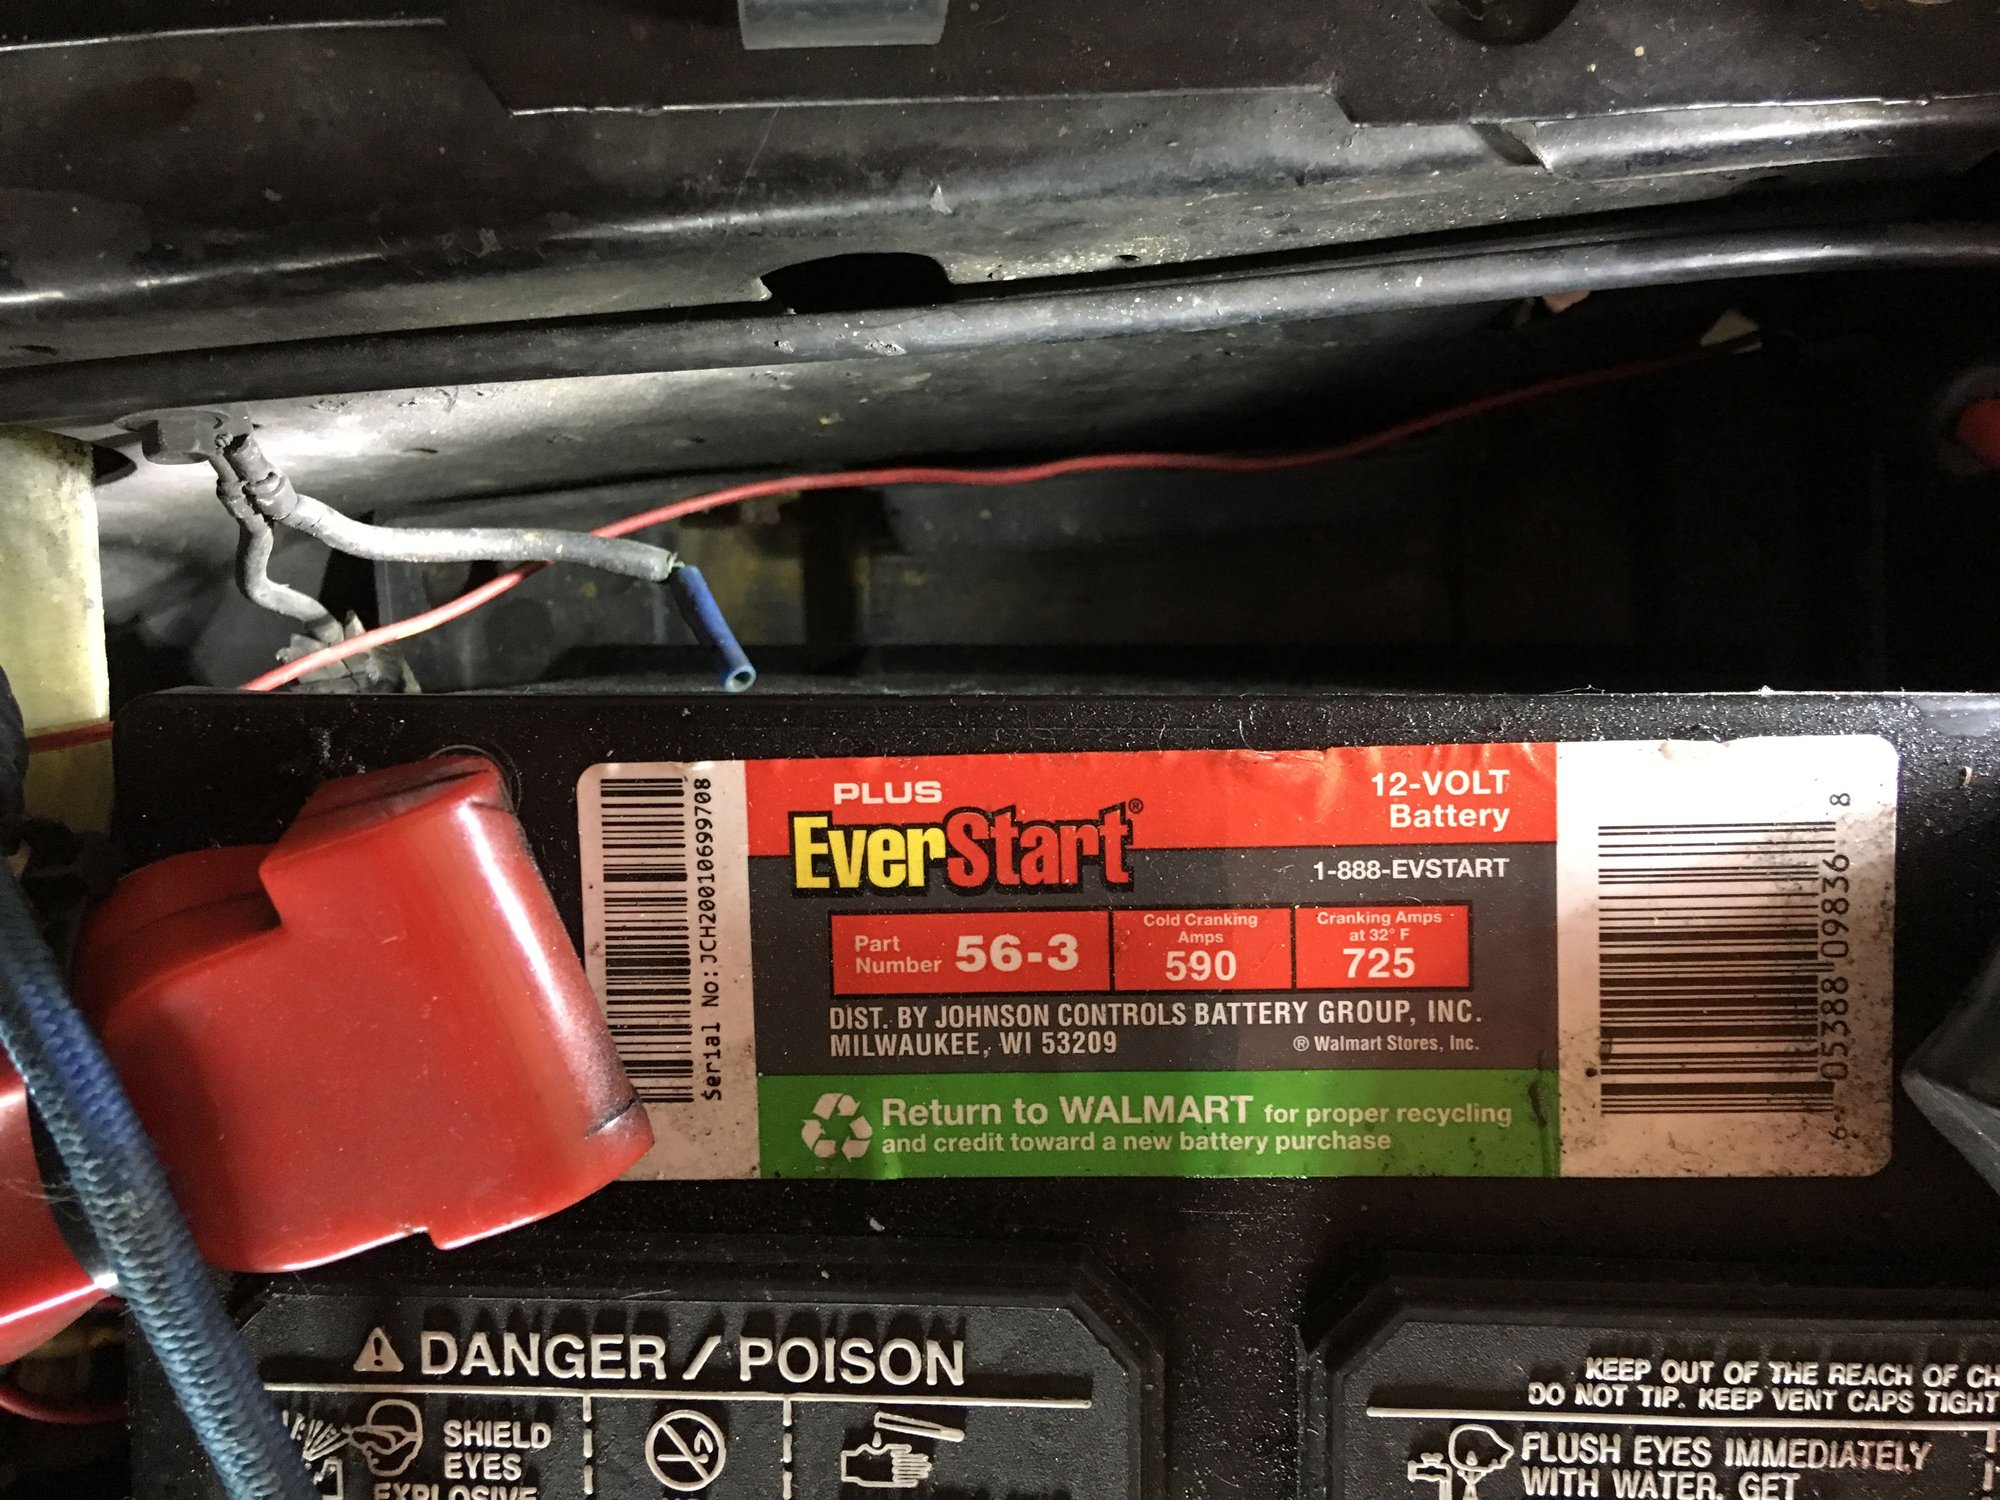 Serial No: JCH200010699708
PLUS
EverStart®
12-VOLT
Battery
1-888-EVSTART
Part
Number 56-3
Cold Cranking
Amps
590
Cranking Amps
at 32° F
725
DIST. BY JOHNSON CONTROLS BATTERY GROUP, INC.
MILWAUKEE, WI 53209
® Walmart Stores, Inc.
Return to WALMART for proper recycling
and credit toward a new battery purchase
6 05388 09836 8
⚠ DANGER / POISON
SHIELD
EYES
EXPLOSIVE
KEEP OUT OF THE REACH OF CH
DO NOT TIP. KEEP VENT CAPS TIGHT
FLUSH EYES IMMEDIATELY
WITH WATER, GET